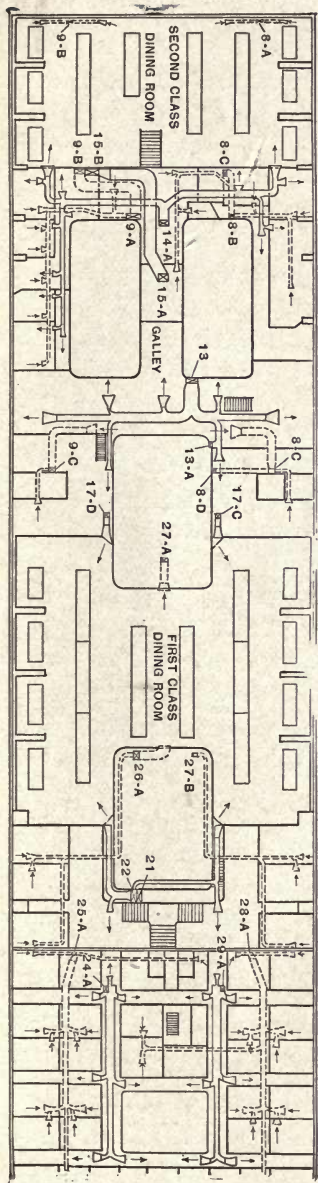 9-B
8-A
SECOND CLASS
DINING ROOM
9-B
15-B
8-C
9-A
14-A
15-A
8-B
GALLEY
13
9-C
13-A
8-D
8-C
17-D
17-C
27-A
FIRST CLASS
DINING ROOM
26-A
27-B
22
21
25-A
24-A
29-A
28-A